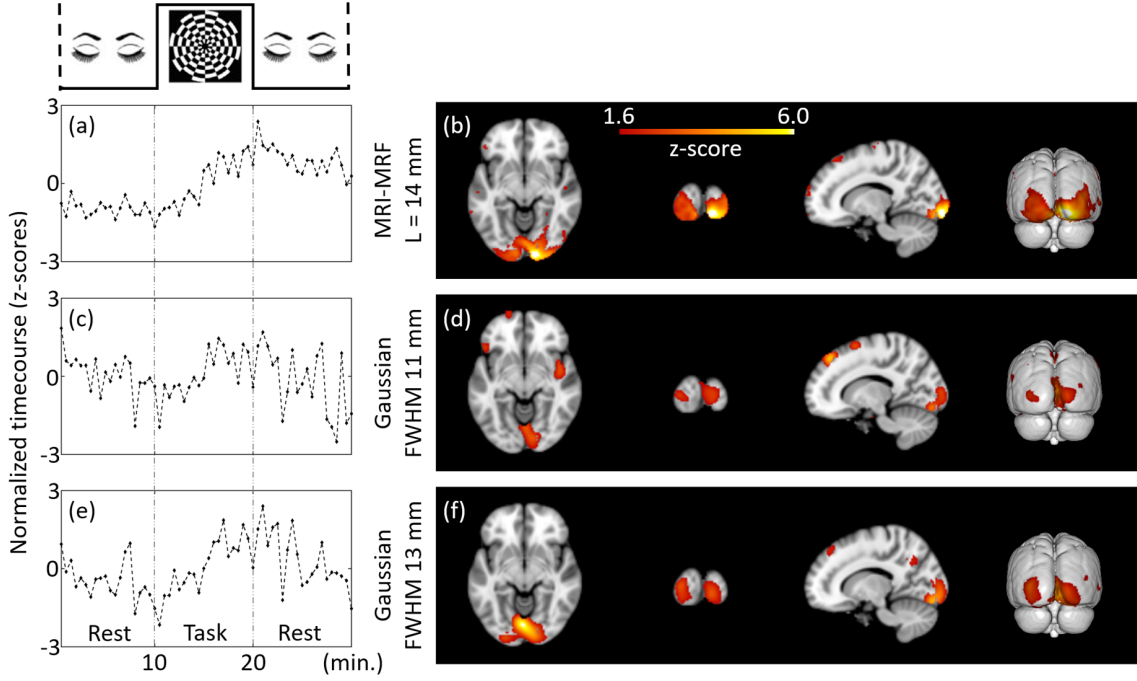 3
(a)
0
-3
MRI-MRF
L = 14 mm
(b)
1.6
6.0
z-score
Normalized timecourse (z-scores)
3
(c)
0
-3
Gaussian
FWHM 11 mm
(d)
3
(e)
0
-3
Rest
Task
Rest
10
20
(min.)
Gaussian
FWHM 13 mm
(f)